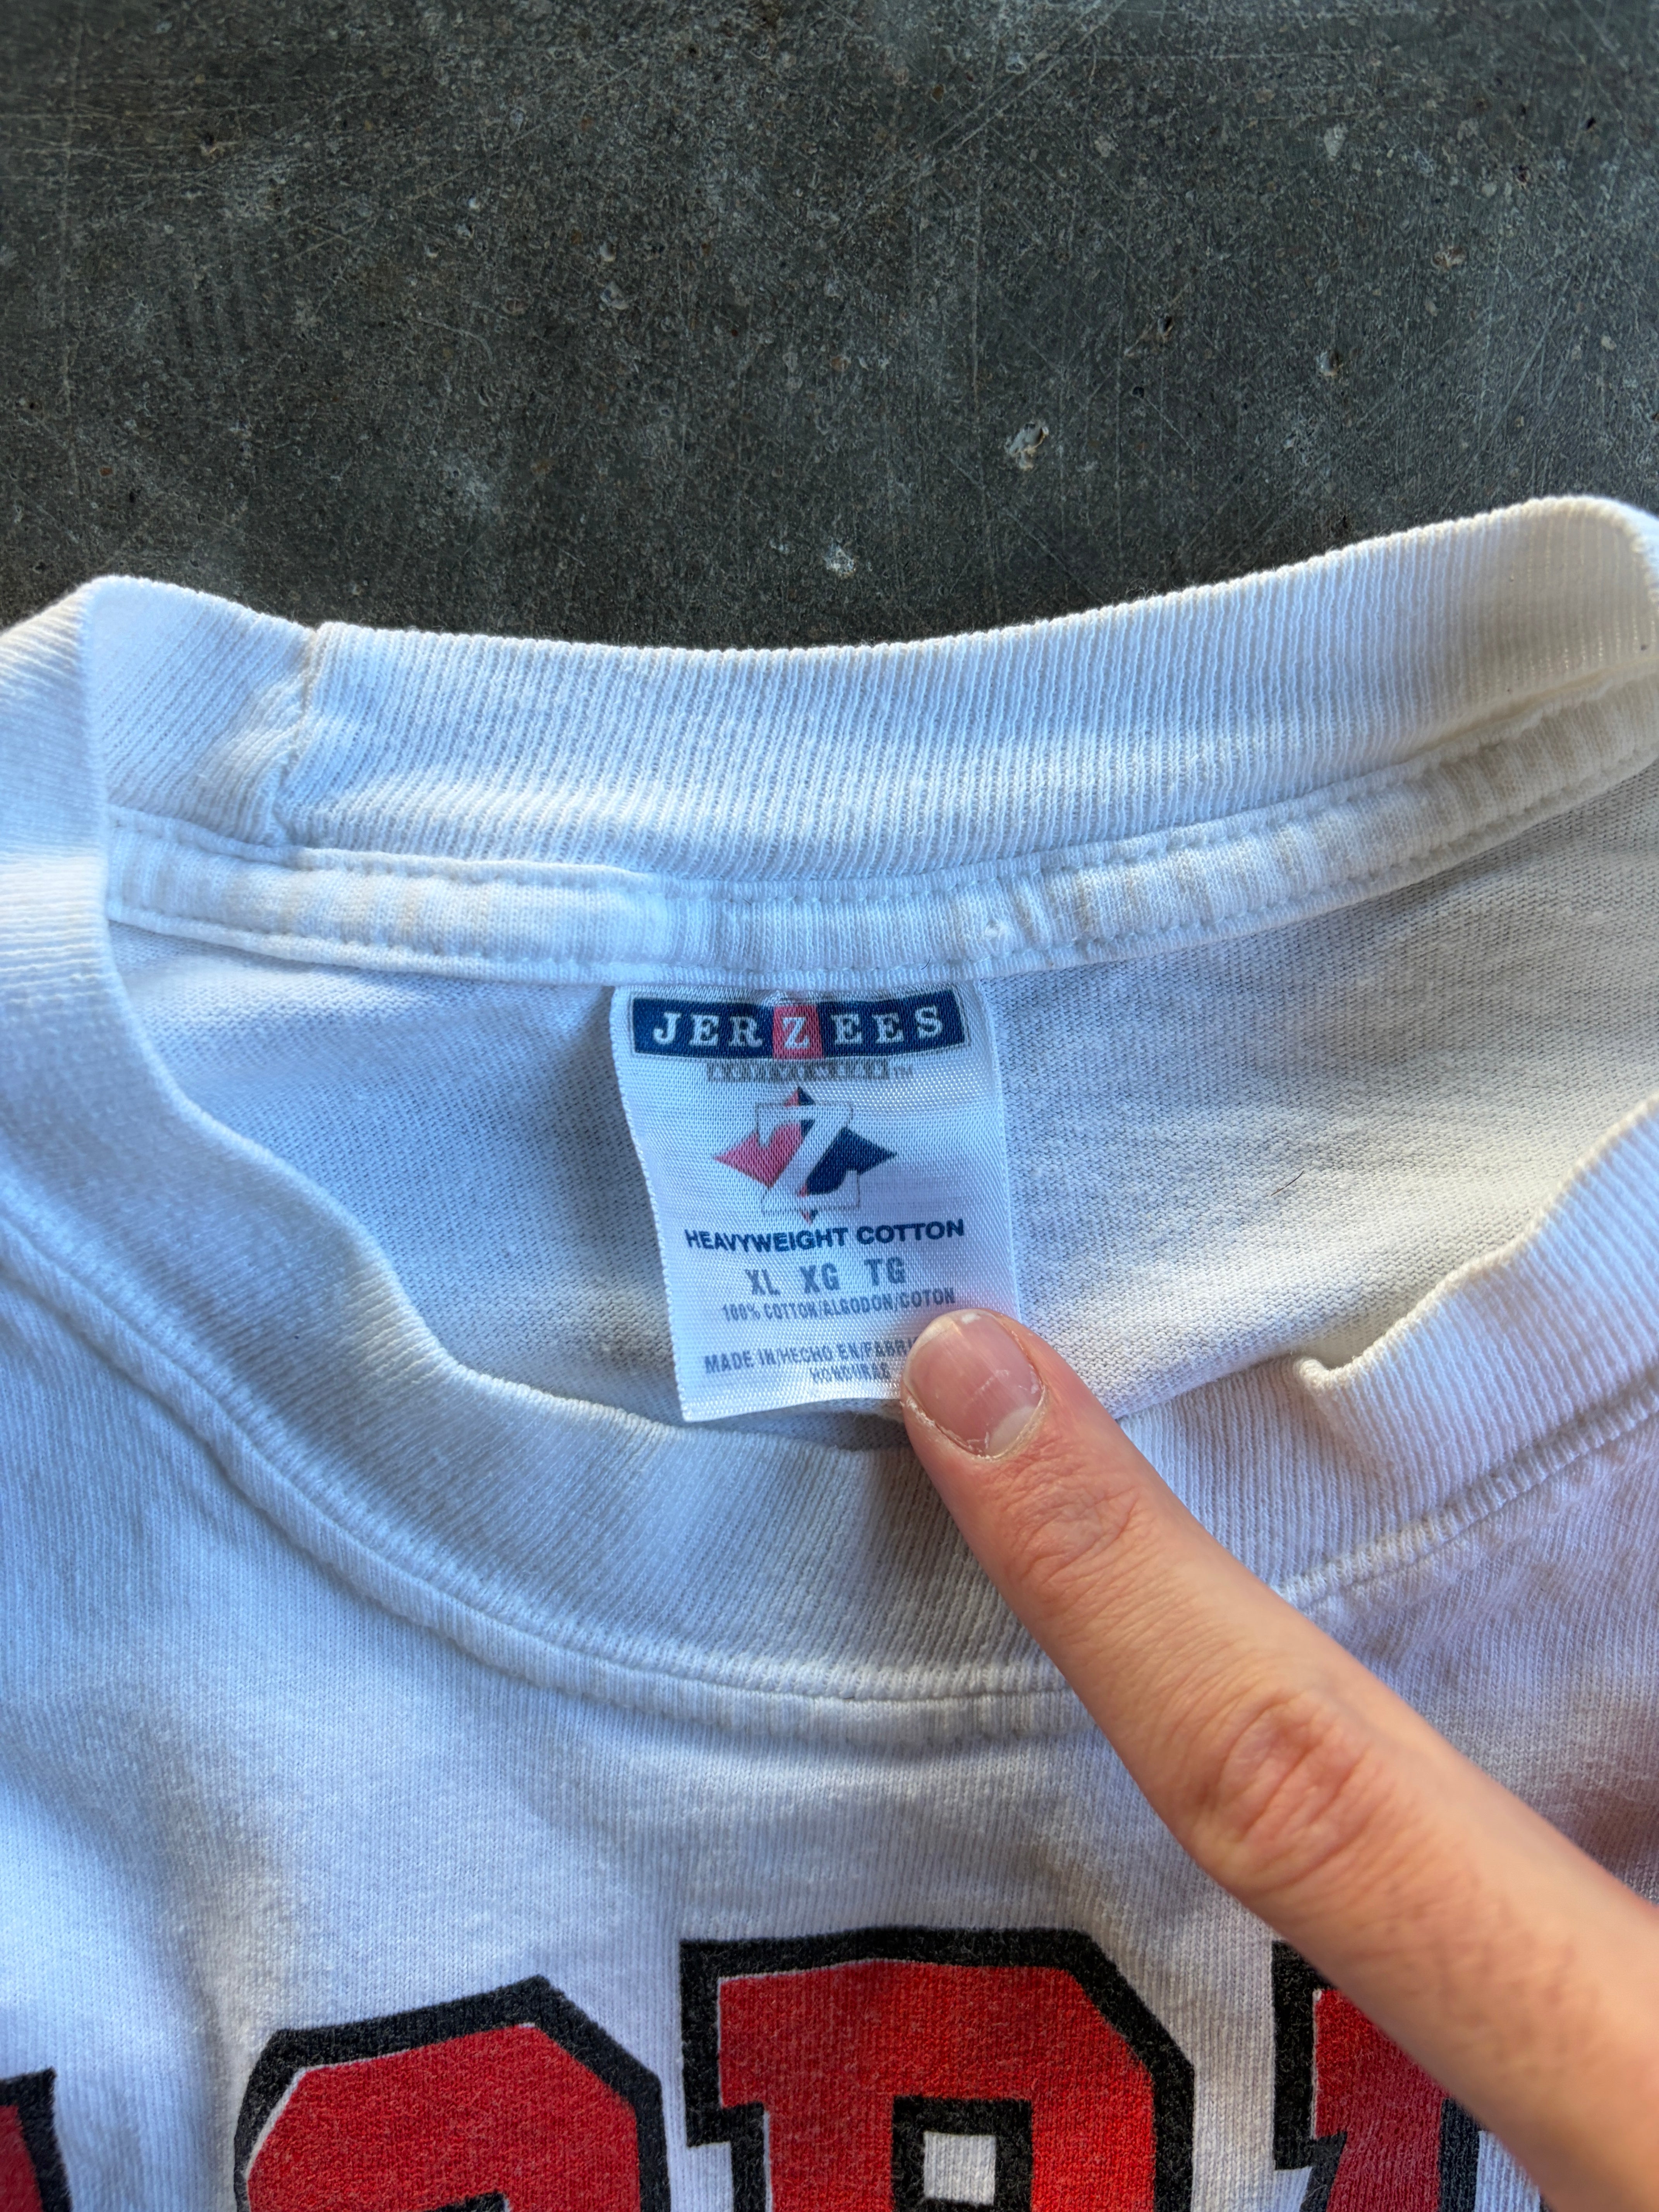 JERZEES
HEAVYWEIGHT COTTON
XL XG TG
100% COTTON/ALGODON/COTON
MADE IN/HECHO EN/FABRI
HONDURAS